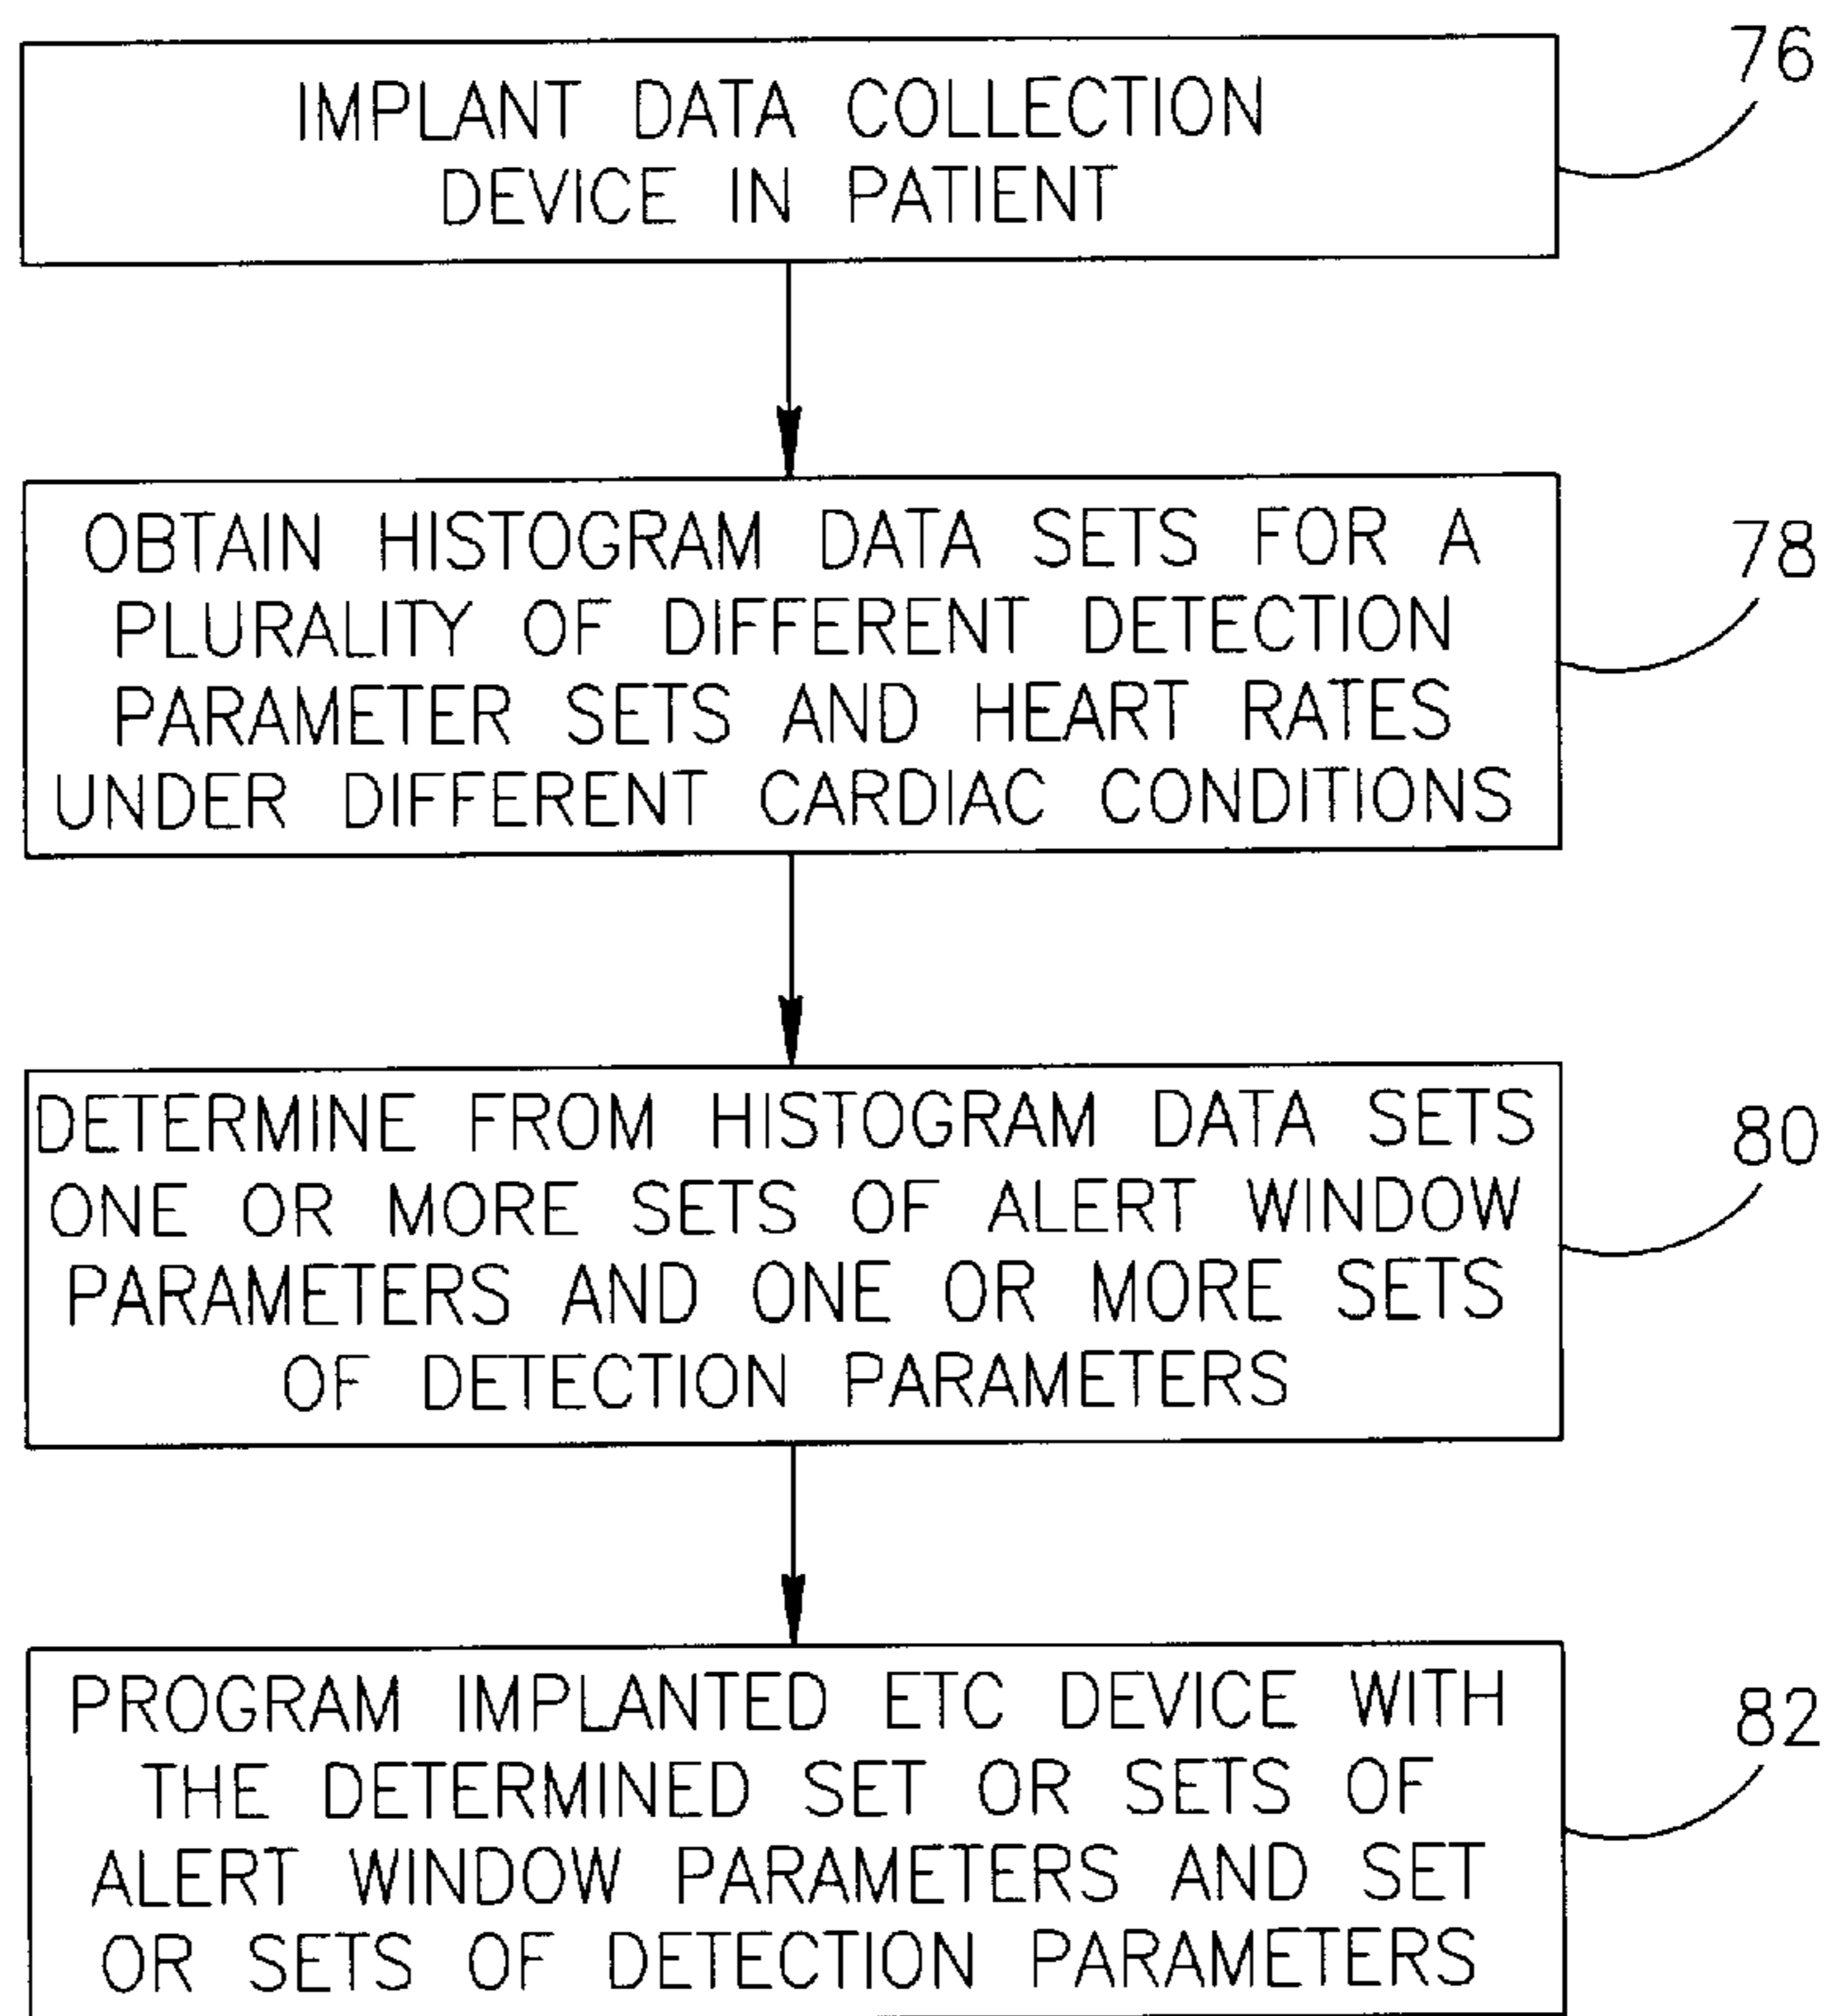 IMPLANT DATA COLLECTION
DEVICE IN PATIENT
76
OBTAIN HISTOGRAM DATA SETS FOR A
PLURALITY OF DIFFERENT DETECTION
PARAMETER SETS AND HEART RATES
UNDER DIFFERENT CARDIAC CONDITIONS
78
DETERMINE FROM HISTOGRAM DATA SETS
ONE OR MORE SETS OF ALERT WINDOW
PARAMETERS AND ONE OR MORE SETS
OF DETECTION PARAMETERS
80
PROGRAM IMPLANTED ETC DEVICE WITH
THE DETERMINED SET OR SETS OF
ALERT WINDOW PARAMETERS AND SET
OR SETS OF DETECTION PARAMETERS
82